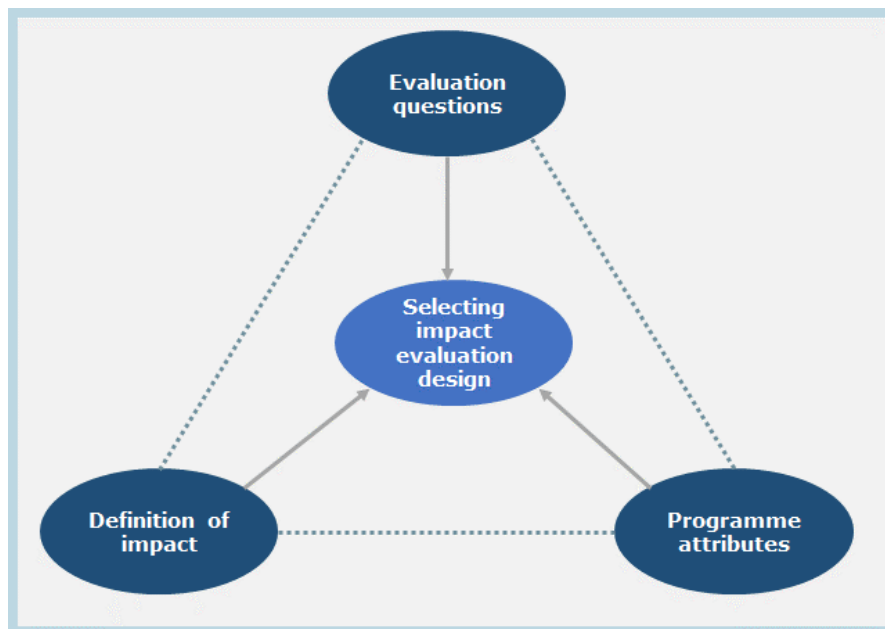 Evaluation
questions
Selecting
impact
evaluation
design
Definition of
impact
Programme
attributes